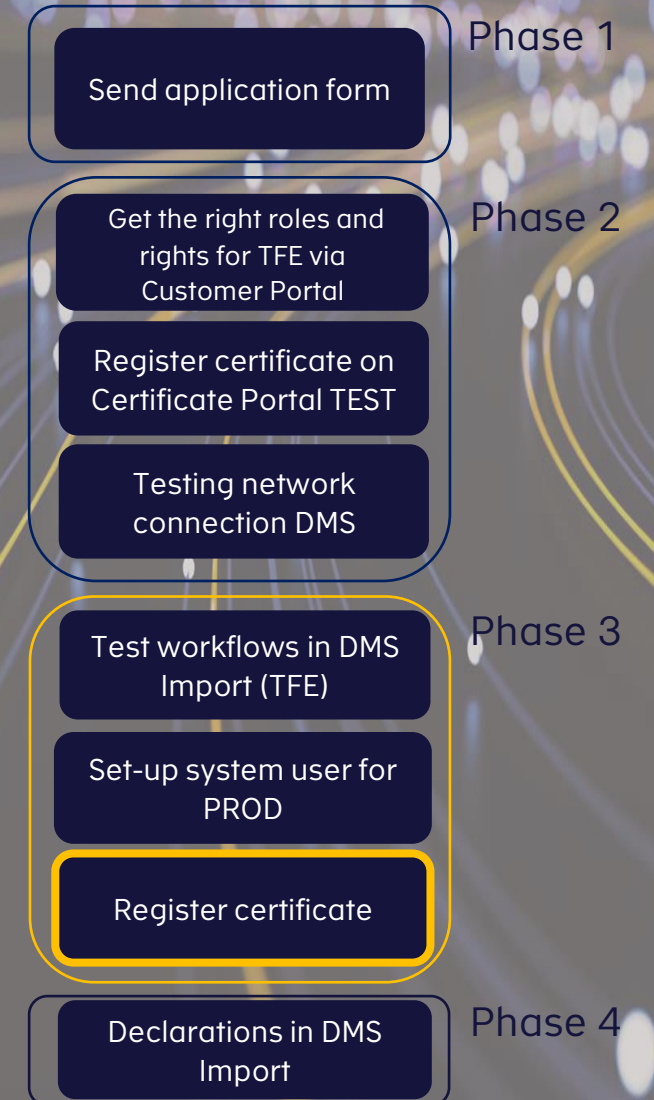 Phase 1
Send application form
Phase 2
Get the right roles and
rights for TFE via
Customer Portal
Register certificate on
Certificate Portal TEST
Testing network
connection DMS
Phase 3
Test workflows in DMS
Import (TFE)
Set-up system user for
PROD
Register certificate
Phase 4
Declarations in DMS
Import